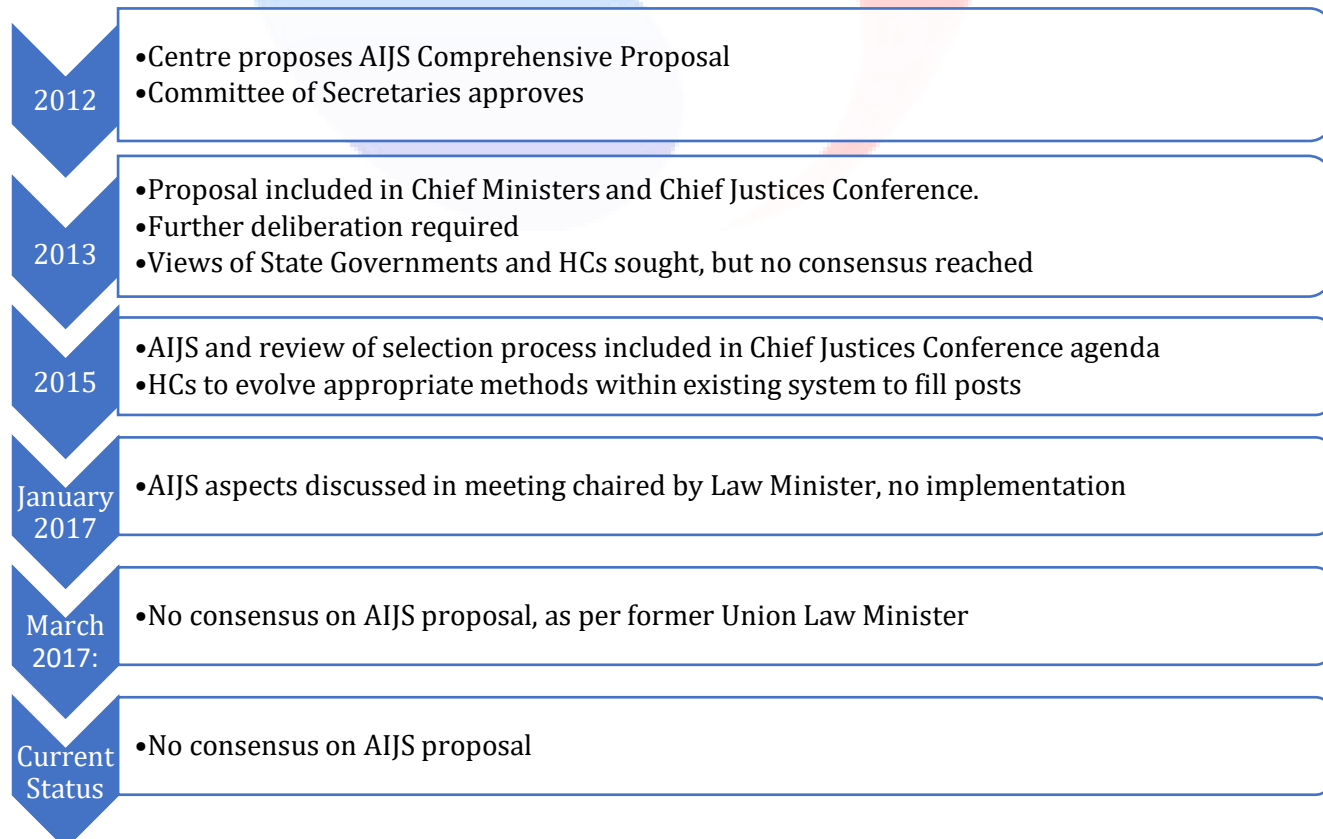 2012
•Centre proposes AIJS Comprehensive Proposal
•Committee of Secretaries approves
2013
•Proposal included in Chief Ministers and Chief Justices Conference.
•Further deliberation required
•Views of State Governments and HCs sought, but no consensus reached
2015
•AIJS and review of selection process included in Chief Justices Conference agenda
•HCs to evolve appropriate methods within existing system to fill posts
January
2017
•AIJS aspects discussed in meeting chaired by Law Minister, no implementation
March
2017:
•No consensus on AIJS proposal, as per former Union Law Minister
Current
Status
•No consensus on AIJS proposal